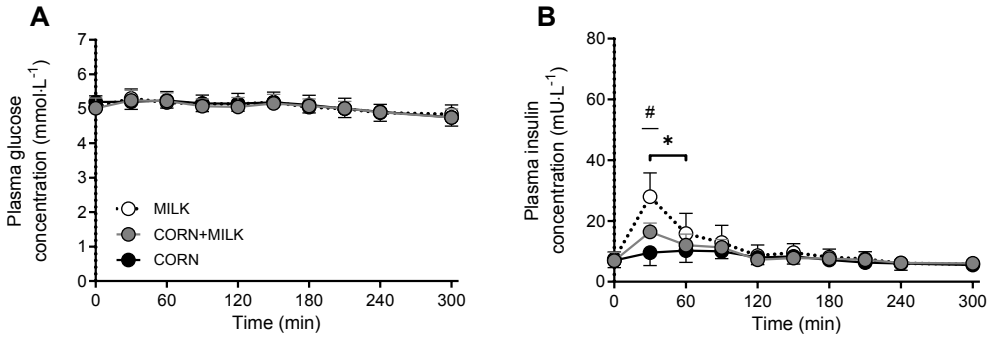 A
Plasma glucose
concentration (mmol·L⁻¹)
7
6
5
4
3
2
1
0
MILK
CORN+MILK
CORN
0 60 120 180 240 300
Time (min)
B
Plasma insulin
concentration (mU·L⁻¹)
80
60
40
20
0
#
*
0 60 120 180 240 300
Time (min)